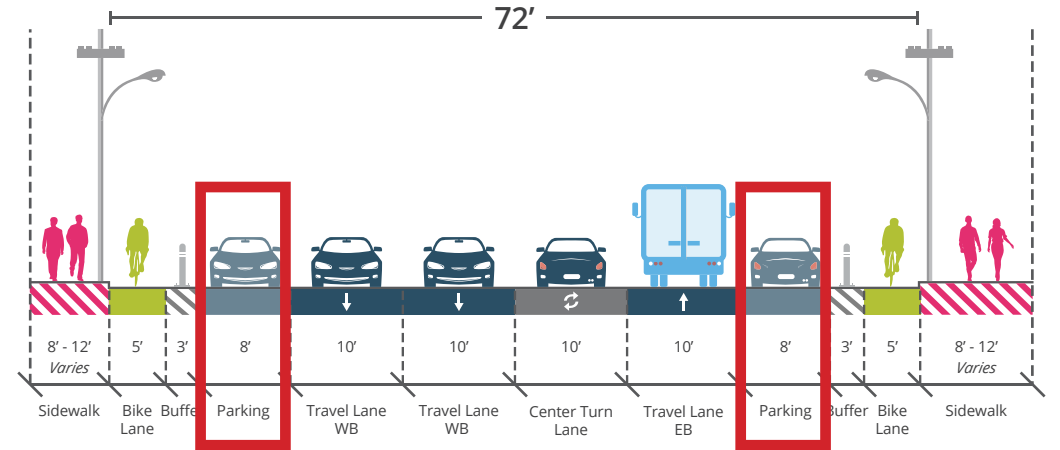 72’
8’ - 12’
Varies
5’
3’
8’
10’
10’
10’
10’
8’
3’
5’
8’ - 12’
Varies
Sidewalk
Bike
Lane
Buffe
Parking
Travel Lane
WB
Travel Lane
WB
Center Turn
Lane
Travel Lane
EB
Parking
Buffer
Bike
Lane
Sidewalk